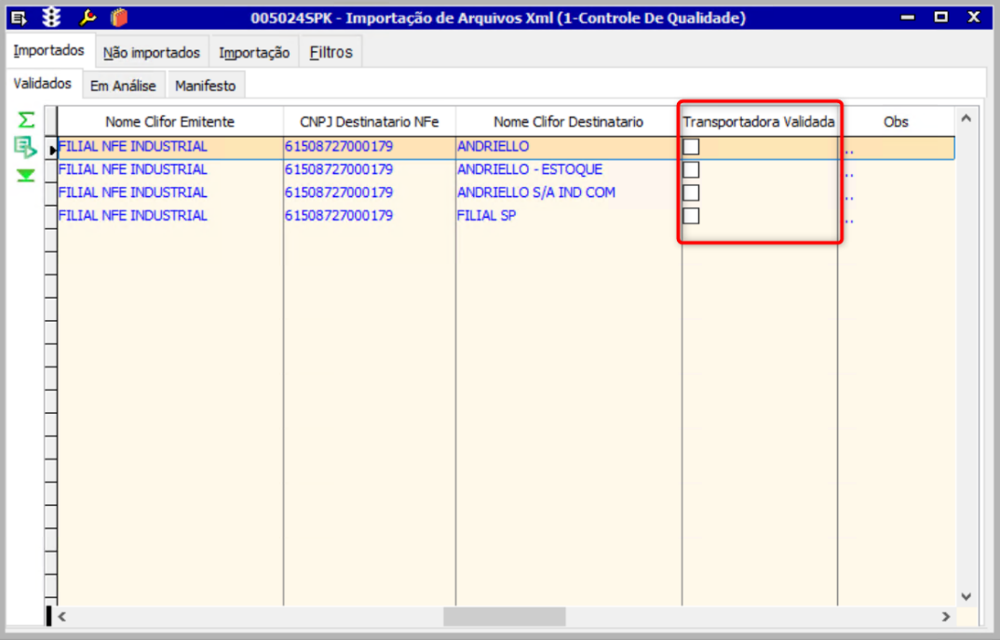 005024SPK - Importação de Arquivos Xml (1-Controle De Qualidade)
Importados Não importados Importação Filtros
Validados Em Análise Manifesto
Nome Clifor Emitente CNPJ Destinatario NFe Nome Clifor Destinatario Transportadora Validada Obs
FILIAL NFE INDUSTRIAL 61508727000179 ANDRIELLO ..
FILIAL NFE INDUSTRIAL 61508727000179 ANDRIELLO - ESTOQUE ..
FILIAL NFE INDUSTRIAL 61508727000179 ANDRIELLO S/A IND COM ..
FILIAL NFE INDUSTRIAL 61508727000179 FILIAL SP ..